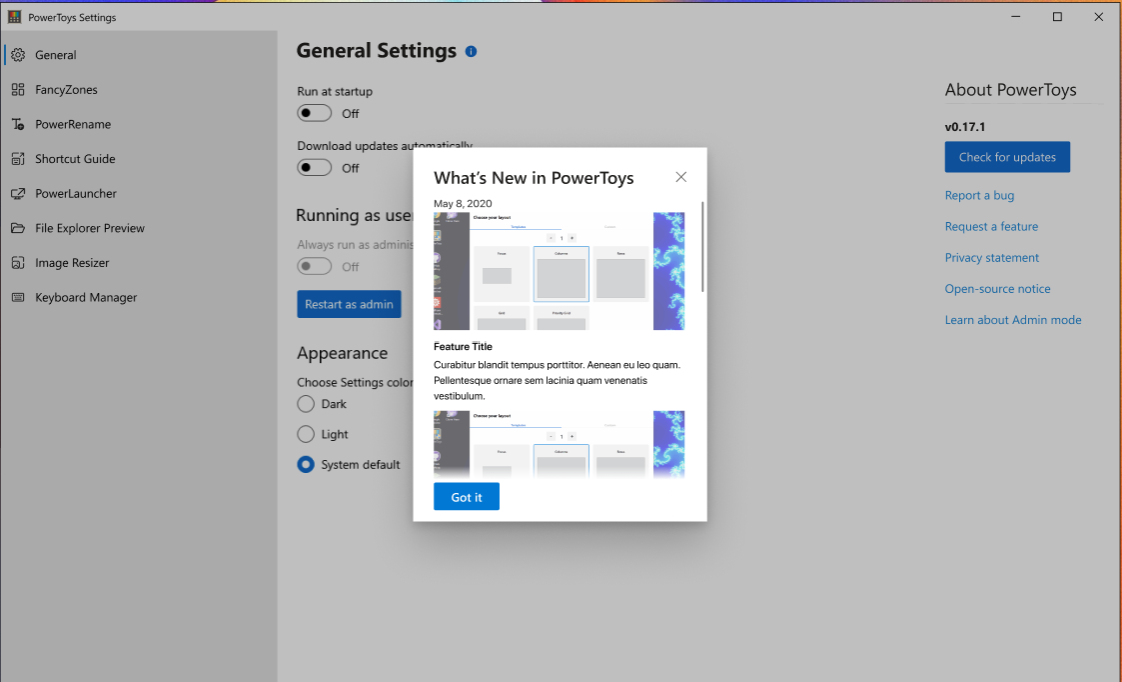 PowerToys Settings
General
FancyZones
PowerRename
Shortcut Guide
PowerLauncher
File Explorer Preview
Image Resizer
Keyboard Manager
General Settings
Run at startup
Off
Download updates automatically
Off
Running as use
Always run as adminis
Off
Restart as admin
Appearance
Choose Settings color
Dark
Light
System default
What's New in PowerToys
May 8, 2020
Choose your layout
Templates
Custom
- 1 +
Focus Columns Rows
Grid Priority Grid
Feature Title
Curabitur blandit tempus porttitor. Aenean eu leo quam.
Pellentesque ornare sem lacinia quam venenatis
vestibulum.
Choose your layout
Templates
Custom
- 1 +
Focus Columns Rows
Got it
About PowerToys
v0.17.1
Check for updates
Report a bug
Request a feature
Privacy statement
Open-source notice
Learn about Admin mode